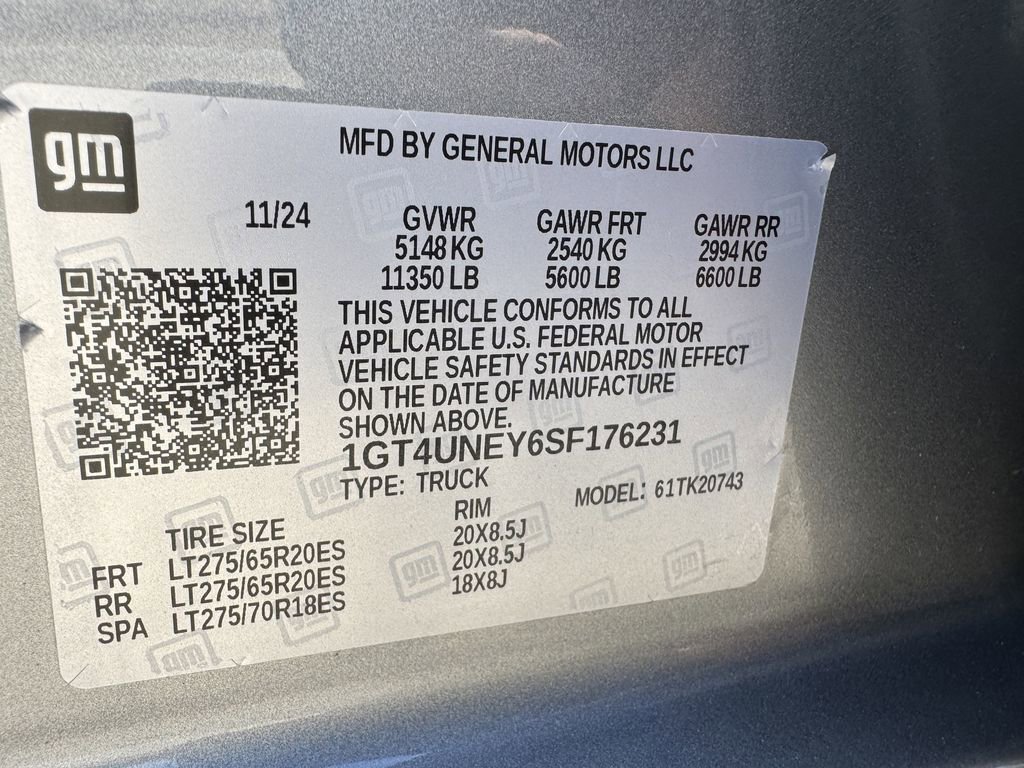 gm
MFD BY GENERAL MOTORS LLC
11/24 GVWR GAWR FRT GAWR RR
5148 KG 2540 KG 2994 KG
11350 LB 5600 LB 6600 LB
THIS VEHICLE CONFORMS TO ALL
APPLICABLE U.S. FEDERAL MOTOR
VEHICLE SAFETY STANDARDS IN EFFECT
ON THE DATE OF MANUFACTURE
SHOWN ABOVE.
1GT4UNEY6SF176231
TYPE: TRUCK MODEL: 61TK20743
TIRE SIZE RIM
FRT LT275/65R20ES 20X8.5J
RR LT275/65R20ES 20X8.5J
SPA LT275/70R18ES 18X8J